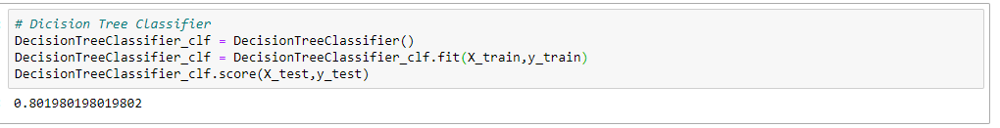 # Dicision Tree Classifier
DecisionTreeClassifier_clf = DecisionTreeClassifier()
DecisionTreeClassifier_clf = DecisionTreeClassifier_clf.fit(X_train,y_train)
DecisionTreeClassifier_clf.score(X_test,y_test)
0.801980198019802